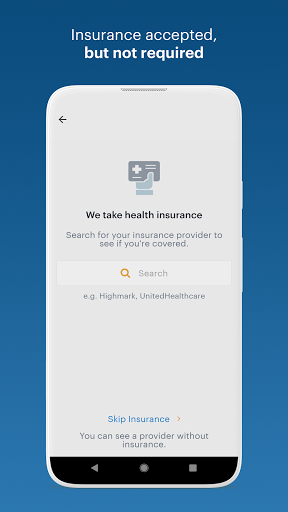 Insurance accepted,
but not required
We take health insurance
Search for your insurance provider to
see if you're covered.
Search
e.g. Highmark, UnitedHealthcare
Skip Insurance
You can see a provider without
insurance.